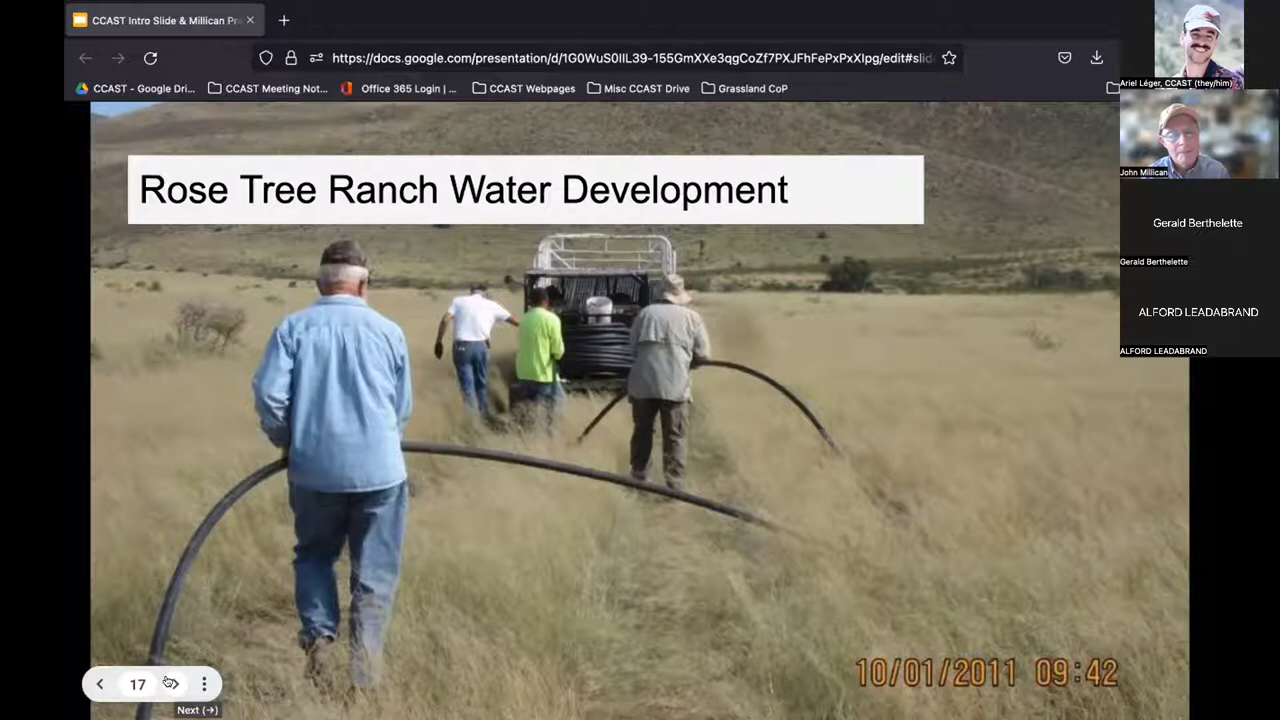 CCAST Intro Slide & Millican Pr
https://docs.google.com/presentation/d/1G0WuS0IIL39-155GmXXe3qgCoZf7PXJFhFePxPxXIpg/edit#slid
CCAST - Google Dri...
CCAST Meeting Not...
Office 365 Login | ...
CCAST Webpages
Misc CCAST Drive
Grassland CoP
Ariel Léger, CCAST (they/him)
John Millican
Gerald Berthelette
Gerald Berthelette
ALFORD LEADABRAND
ALFORD LEADABRAND
Rose Tree Ranch Water Development
10/01/2011 09:42
17
Next (→)